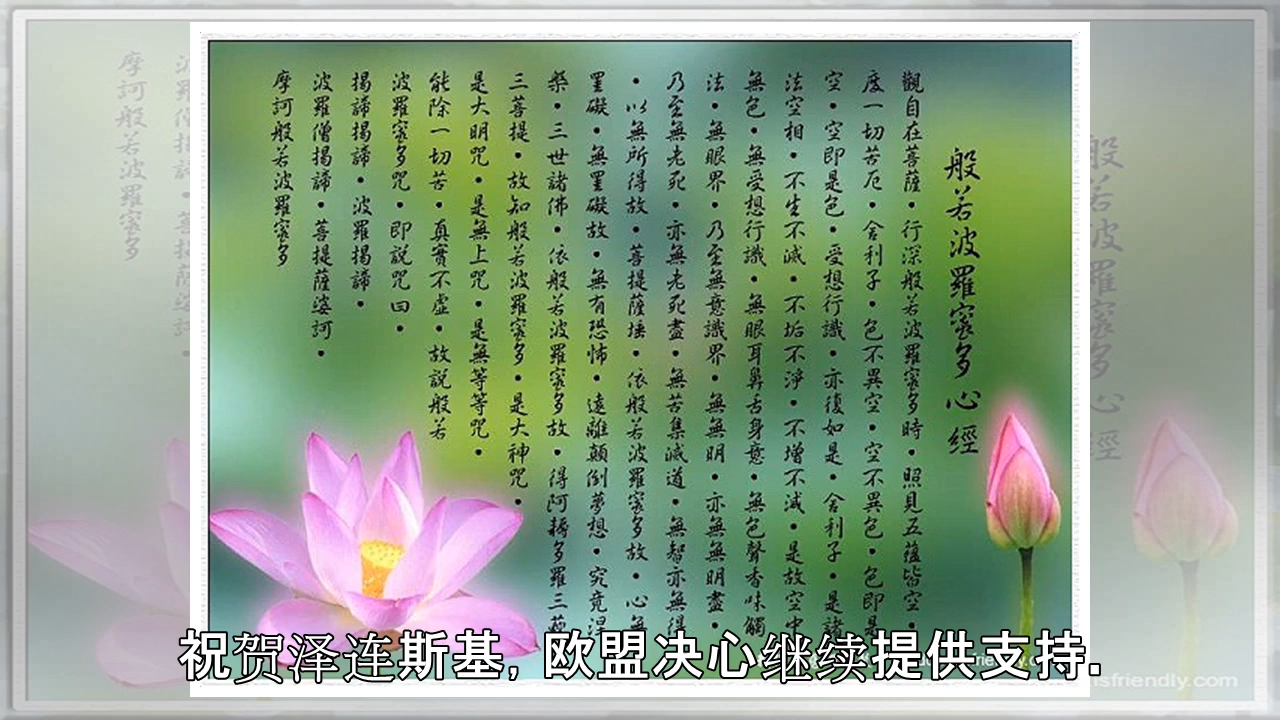 般若波羅蜜多心經
觀自在菩薩•行深般若波羅蜜多時•照見五蘊皆空•
度一切苦厄•舍利子•色不異空•空不異色•色即是
空•空即是色•受想行識•亦復如是•舍利子•是諸
法空相•不生不滅•不垢不淨•不增不減•是故空中
無色•無受想行識•無眼耳鼻舌身意•無色聲香味觸
法•無眼界•乃至無意識界•無無明•亦無無明盡•
乃至無老死•亦無老死盡•無苦集滅道•無智亦無得
•以無所得故•菩提薩埵•依般若波羅蜜多故•心無
罣礙•無罣礙故•無有恐怖•遠離顛倒夢想•究竟涅
槃•三世諸佛•依般若波羅蜜多故•得阿耨多羅三藐
三菩提•故知般若波羅蜜多•是大神咒•
是大明咒•是無上咒•是無等等咒•
能除一切苦•真實不虛•故說般若
波羅蜜多咒•即說咒曰•
揭諦揭諦•波羅揭諦•
波羅僧揭諦•菩提薩婆訶•
摩訶般若波羅蜜多
祝贺泽连斯基, 欧盟决心继续提供支持.